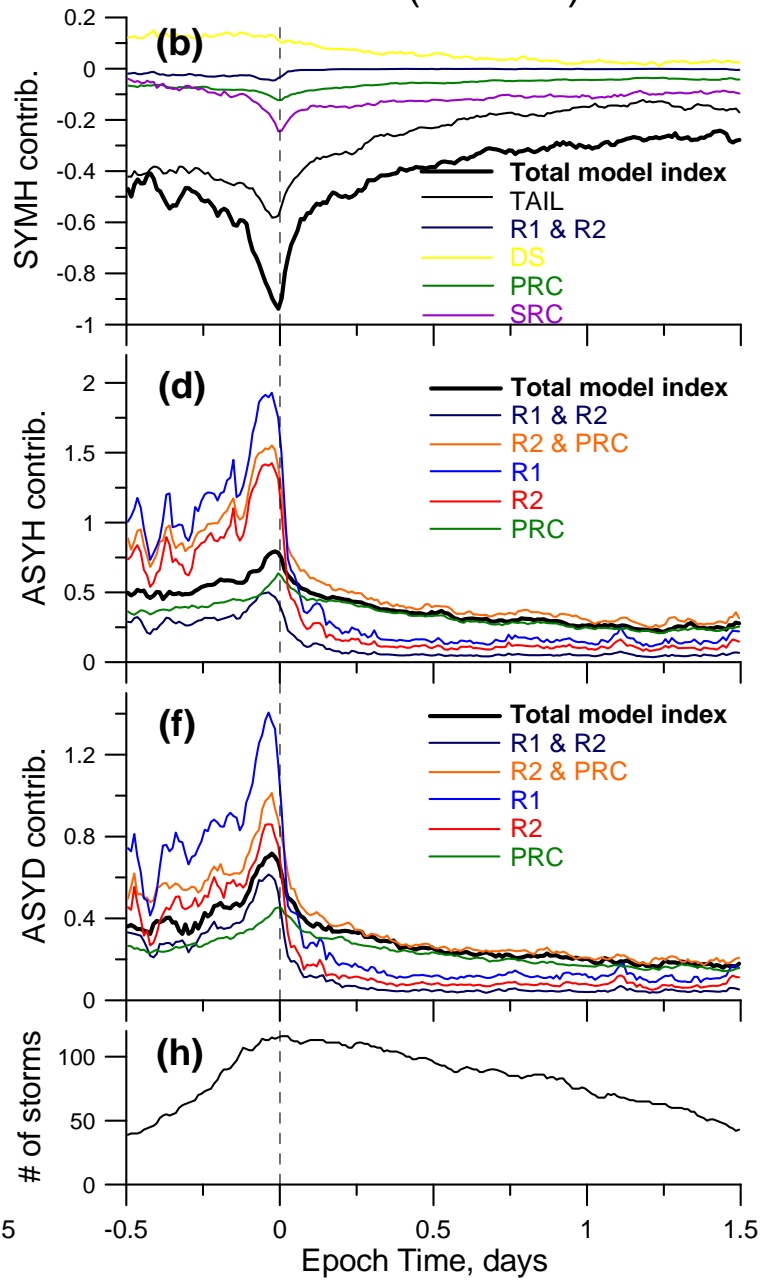 0.2
0
-0.2
-0.4
-0.6
-0.8
-1
SYMH contrib.
(b)
Total model index
TAIL
R1 & R2
DS
PRC
SRC
2
1.5
1
0.5
0
ASYH contrib.
(d)
Total model index
R1 & R2
R2 & PRC
R1
R2
PRC
1.2
0.8
0.4
0
ASYD contrib.
(f)
Total model index
R1 & R2
R2 & PRC
R1
R2
PRC
100
50
0
# of storms
(h)
5
-0.5 0 0.5 1 1.5
Epoch Time, days